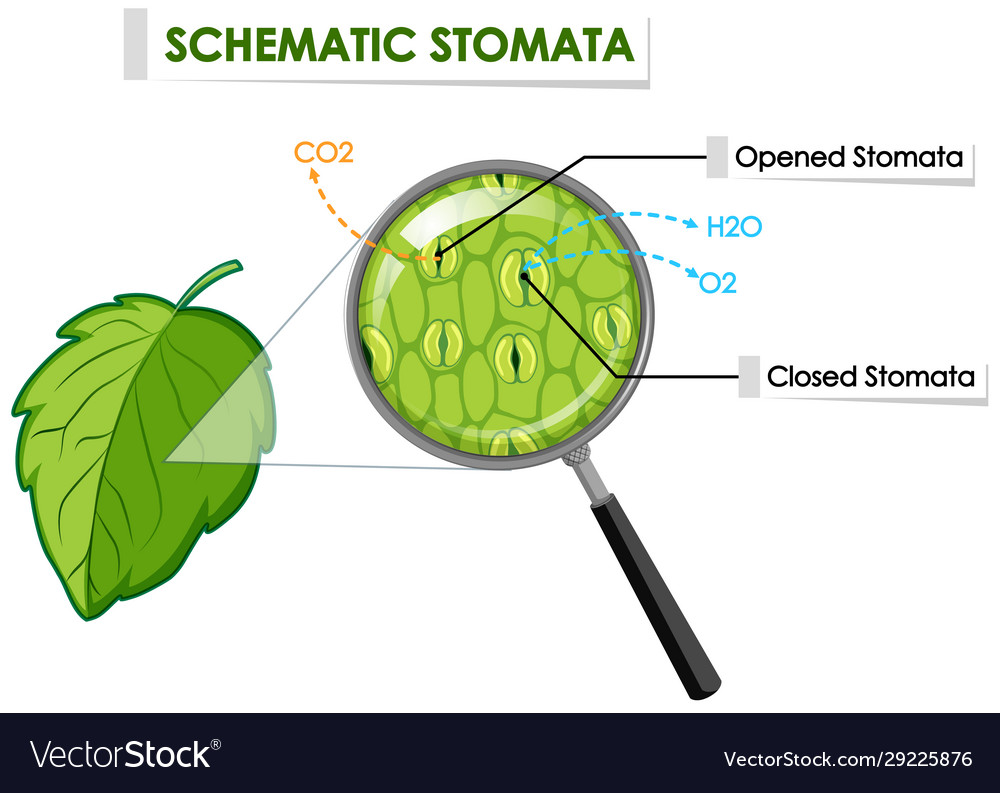 SCHEMATIC STOMATA
CO2
Opened Stomata
H2O
O2
Closed Stomata
VectorStock®
VectorStock.com/29225876